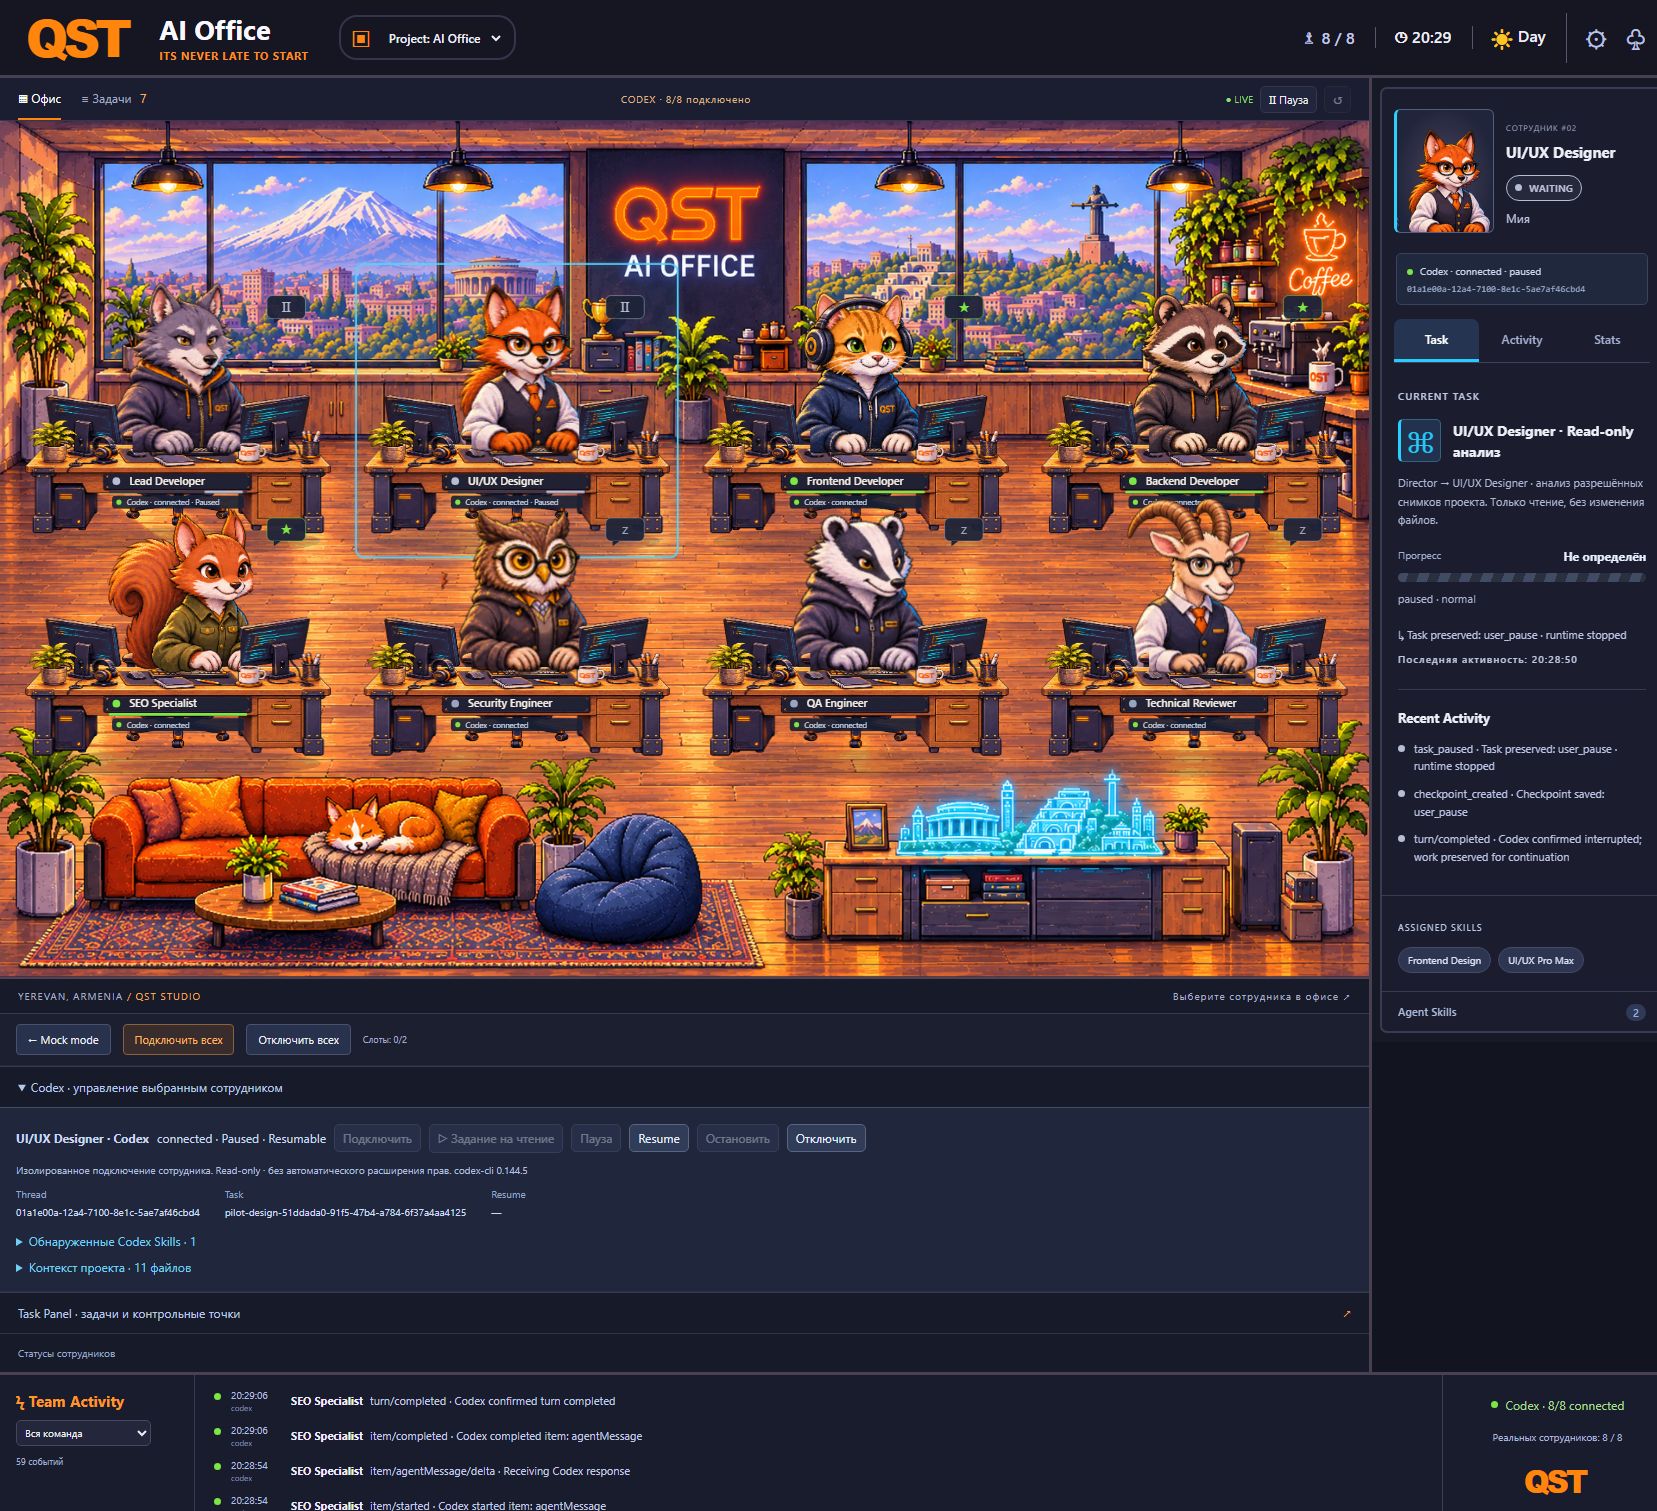 QST
AI Office
ITS NEVER LATE TO START
Project: AI Office
8 / 8
20:29
Day
Офис
Задачи 7
CODEX · 8/8 подключено
LIVE
Пауза
QST
AI OFFICE
Coffee
QST
QST
QST
Lead Developer
Codex · connected · Paused
UI/UX Designer
Codex · connected · Paused
Frontend Developer
Codex · connected
Backend Developer
z
z
z
SEO Specialist
Codex · connected
Security Engineer
Codex · connected
QA Engineer
Codex · connected
Technical Reviewer
Codex · connected
YEREVAN, ARMENIA / QST STUDIO
Выберите сотрудника в офисе ↗
← Mock mode
Подключить всех
Отключить всех
Слоты: 0/2
▼ Codex · управление выбранным сотрудником
UI/UX Designer · Codex connected · Paused · Resumable
Подключить
▷ Задание на чтение
Пауза
Resume
Остановить
Отключить
Изолированное подключение сотрудника. Read-only · без автоматического расширения прав. codex-cli 0.144.5
Thread Task Resume
01a1e00a-12a4-7100-8e1c-5ae7af46cbd4 pilot-design-51ddada0-91f5-47b4-a784-6f37a4aa4125 —
▶ Обнаруженные Codex Skills · 1
▶ Контекст проекта · 11 файлов
Task Panel · задачи и контрольные точки ↗
Статусы сотрудников
СОТРУДНИК #02
UI/UX Designer
WAITING
Мия
Codex · connected · paused
01a1e00a-12a4-7100-8e1c-5ae7af46cbd4
Task
Activity
Stats
CURRENT TASK
UI/UX Designer · Read-only
анализ
Director → UI/UX Designer · анализ разрешённых
снимков проекта. Только чтение, без изменения
файлов.
Прогресс
Не определён
paused · normal
↳ Task preserved: user_pause · runtime stopped
Последняя активность: 20:28:50
Recent Activity
task_paused · Task preserved: user_pause ·
runtime stopped
checkpoint_created · Checkpoint saved:
user_pause
turn/completed · Codex confirmed interrupted;
work preserved for continuation
ASSIGNED SKILLS
Frontend Design
UI/UX Pro Max
Agent Skills 2
Team Activity
Вся команда
59 событий
20:29:06
codex
SEO Specialist turn/completed · Codex confirmed turn completed
20:29:06
codex
SEO Specialist item/completed · Codex completed item: agentMessage
20:28:54
codex
SEO Specialist item/agentMessage/delta · Receiving Codex response
20:28:54
SEO Specialist item/started · Codex started item: agentMessage
Codex · 8/8 connected
Реальных сотрудников: 8 / 8
QST